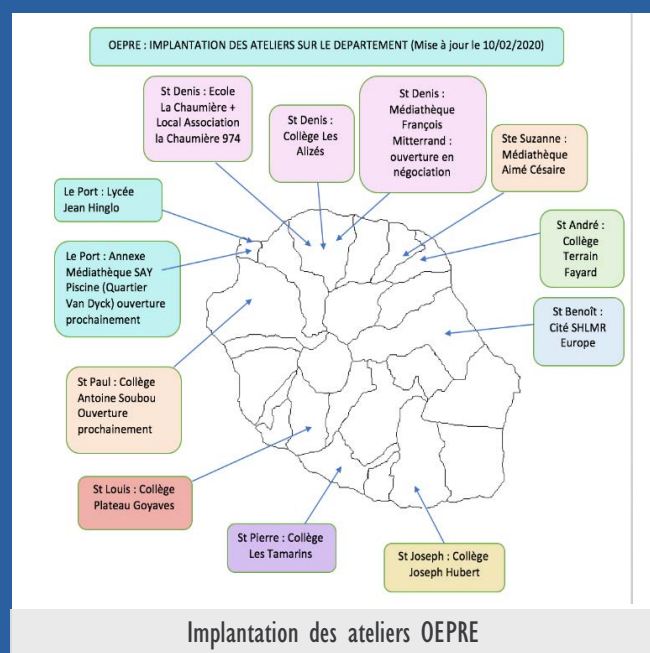 OEPRE : IMPLANTATION DES ATELIERS SUR LE DEPARTEMENT (Mise à jour le 10/02/2020)
St Denis : Ecole
La Chaumière +
Local Association
la Chaumière 974
St Denis :
Collège Les
Alizés
St Denis :
Médiathèque
François
Mitterrand :
ouverture en
négociation
Ste Suzanne :
Médiathèque
Aimé Césaire
Le Port : Lycée
Jean Hinglo
St André :
Collège
Terrain
Fayard
Le Port : Annexe
Médiathèque SAY
Piscine (Quartier
Van Dyck) ouverture
prochainement
St Benoît :
Cité SHLMR
Europe
St Paul : Collège
Antoine Soubou
Ouverture
prochainement
St Louis : Collège
Plateau Goyaves
St Pierre : Collège
Les Tamarins
St Joseph : Collège
Joseph Hubert
Implantation des ateliers OEPRE